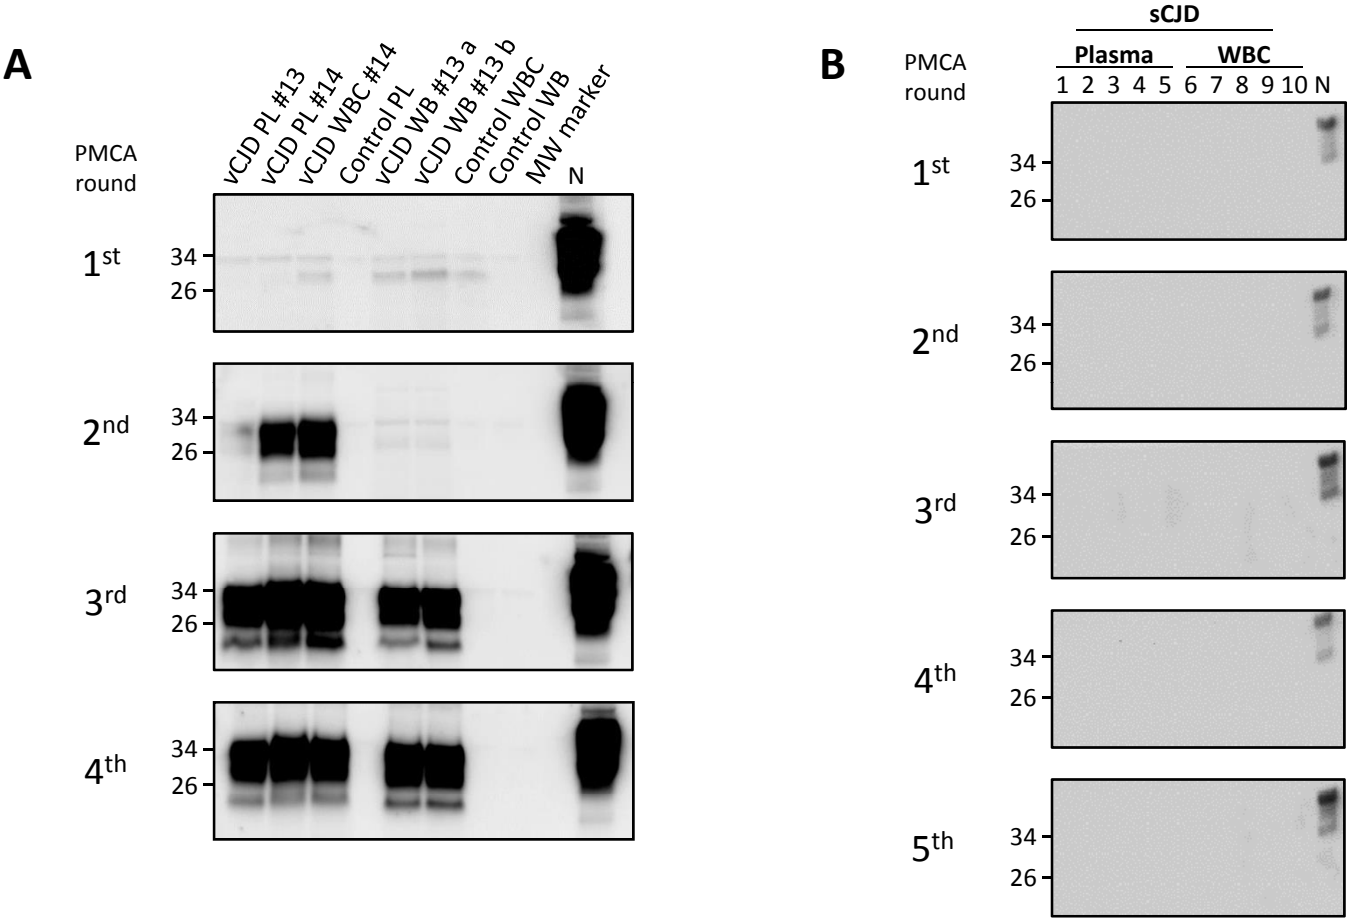 A
PMCA
round
vCJD PL #13
vCJD PL #14
vCJD WBC #14
Control PL
vCJD WB #13 a
vCJD WB #13 b
Control WBC
Control WB
MW marker
N
1st
34
26
2nd
34
26
3rd
34
26
4th
34
26
B
PMCA
round
sCJD
Plasma WBC
1 2 3 4 5 6 7 8 9 10 N
1st
34
26
2nd
34
26
3rd
34
26
4th
34
26
5th
34
26